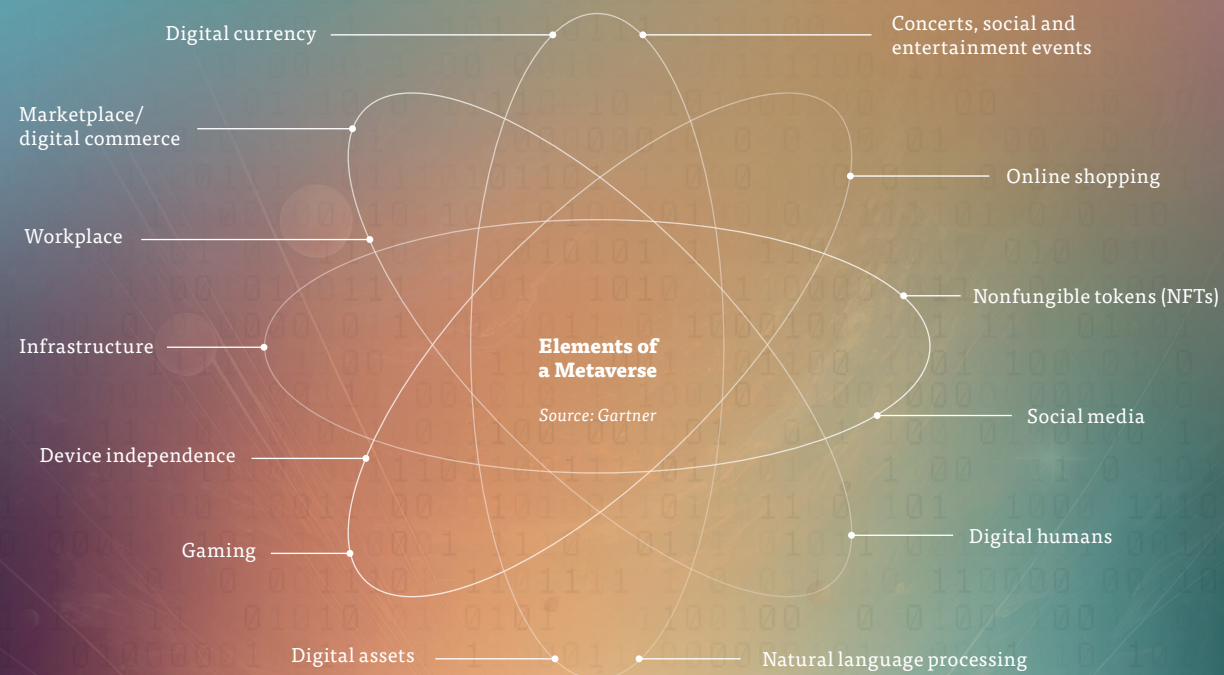 Digital currency
Concerts, social and
entertainment events
Marketplace/
digital commerce
Online shopping
Workplace
Nonfungible tokens (NFTs)
Infrastructure
Elements of
a Metaverse
Source: Gartner
Social media
Device independence
Digital humans
Gaming
Digital assets
Natural language processing